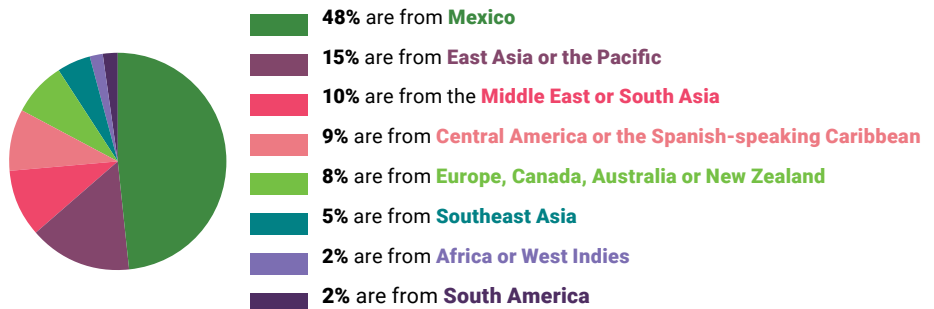 48% are from Mexico
15% are from East Asia or the Pacific
10% are from the Middle East or South Asia
9% are from Central America or the Spanish-speaking Caribbean
8% are from Europe, Canada, Australia or New Zealand
5% are from Southeast Asia
2% are from Africa or West Indies
2% are from South America